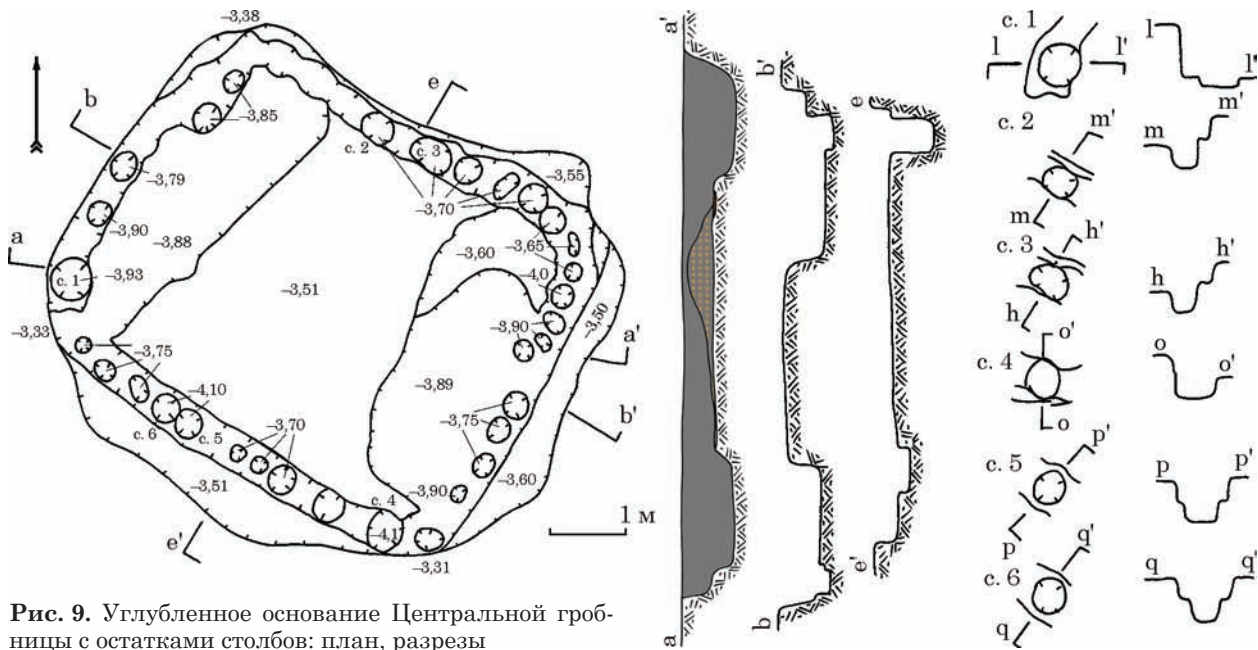 –3,38
a'
c. 1
l
l'
l
l'
b
e
–3,85
b'
e
c. 2
m'
m
m'
c. 2
c. 3
–3,79
–3,70
–3,55
m
–3,90
–3,65
c. 3
h'
h
h'
a
–3,88
–3,60
–4,0
h
c. 1
–3,93
–3,51
–3,50
c. 4
o'
o
o'
–3,33
–3,90
a'
o
–3,75
–3,89
–4,10
–3,75
b'
c. 5
p'
p
p'
c. 6
c. 5
–3,70
p
–3,51
–3,90
–3,60
c. 4
–4,1
1 м
c. 6
q'
q
q'
e'
e'
q
–3,31
a
b
Рис. 9. Углубленное основание Центральной гроб-
ницы с остатками столбов: план, разрезы